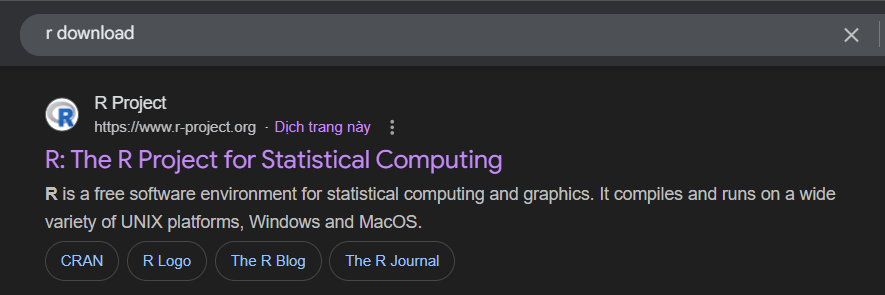 r download
R Project
https://www.r-project.org · Dịch trang này
R: The R Project for Statistical Computing
R is a free software environment for statistical computing and graphics. It compiles and runs on a wide
variety of UNIX platforms, Windows and MacOS.
CRAN R Logo The R Blog The R Journal